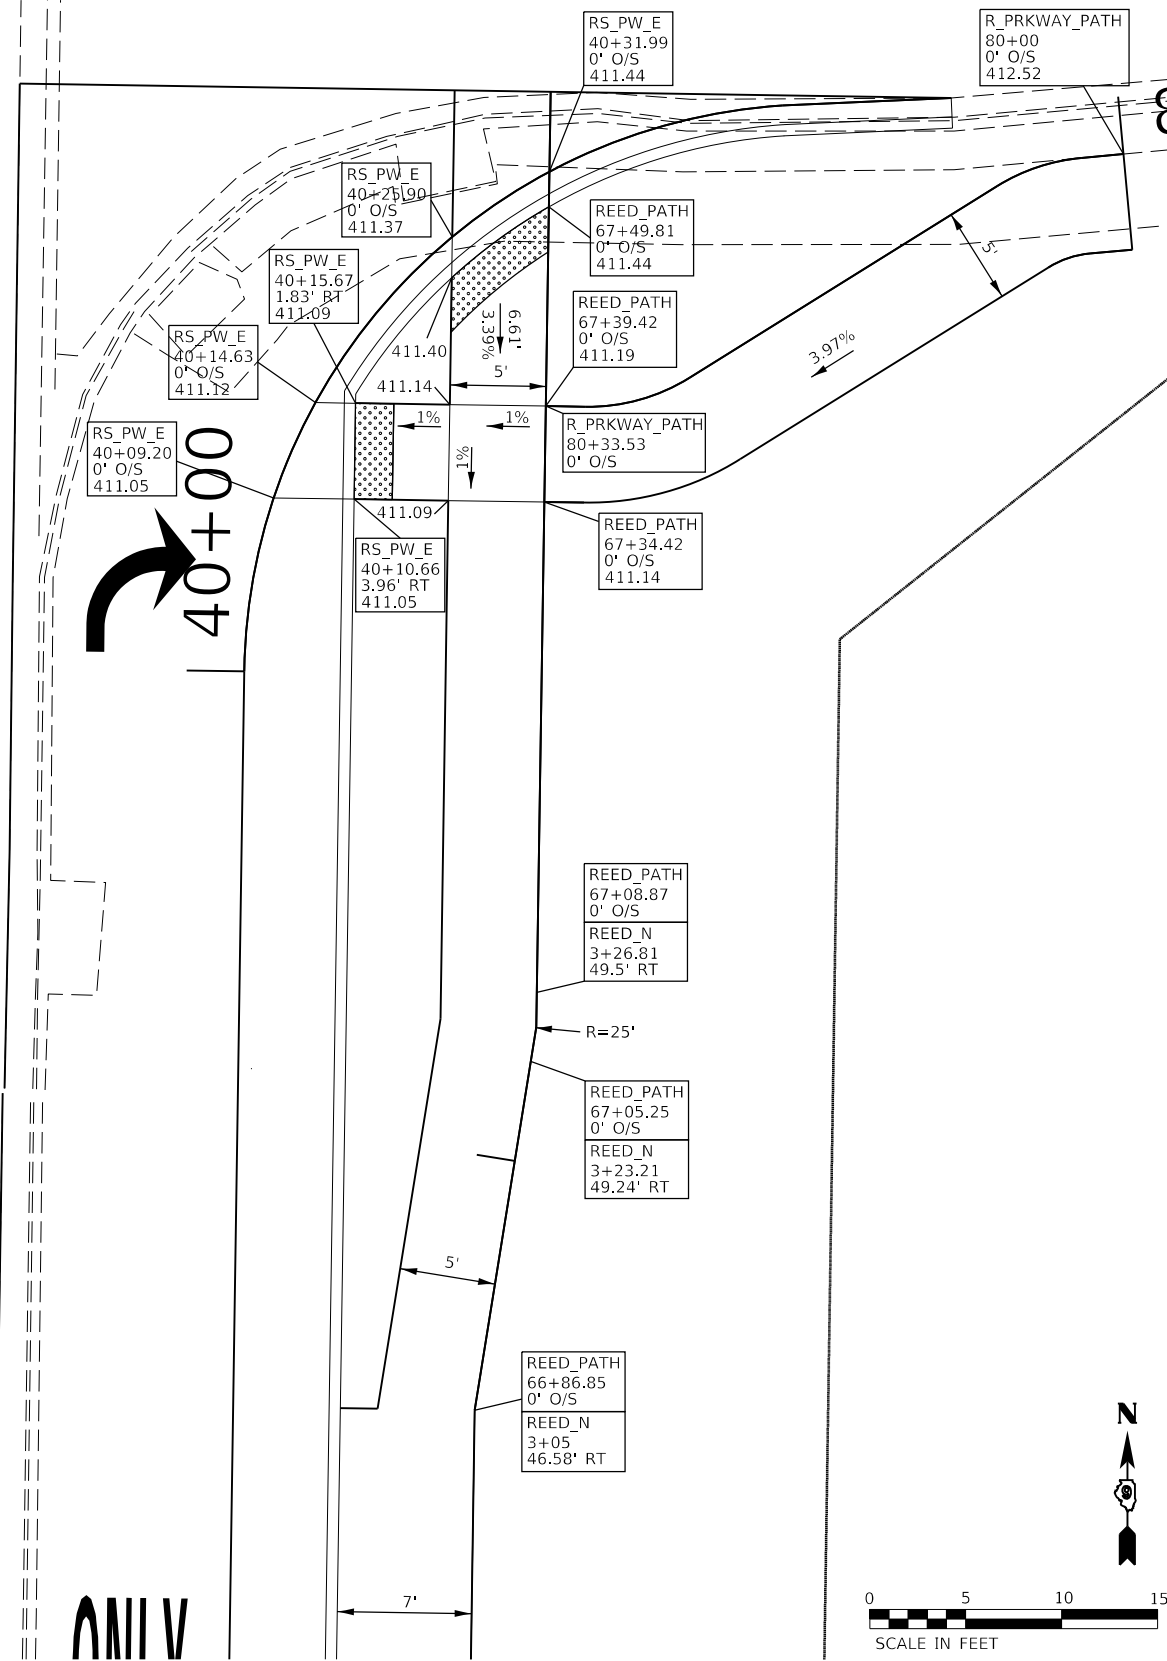 RS_PW_E
40+31.99
0' O/S
411.44
R_PRKWAY_PATH
80+00
0' O/S
412.52
RS_PW_E
40+25.90
0' O/S
411.37
REED_PATH
67+49.81
0' O/S
411.44
5'
RS_PW_E
40+15.67
1.83' RT
411.09
REED_PATH
67+39.42
0' O/S
411.19
6.61'
3.39%
RS_PW_E
40+14.63
0' O/S
411.12
411.40
3.97%
5'
411.14
1%
1%
R_PRKWAY_PATH
80+33.53
0' O/S
RS_PW_E
40+09.20
0' O/S
411.05
40+00
1%
411.09
REED_PATH
67+34.42
0' O/S
411.14
RS_PW_E
40+10.66
3.96' RT
411.05
REED_PATH
67+08.87
0' O/S
REED_N
3+26.81
49.5' RT
R=25'
REED_PATH
67+05.25
0' O/S
REED_N
3+23.21
49.24' RT
5'
REED_PATH
66+86.85
0' O/S
REED_N
3+05
46.58' RT
N
7'
ONLY
0 5 10 15
SCALE IN FEET